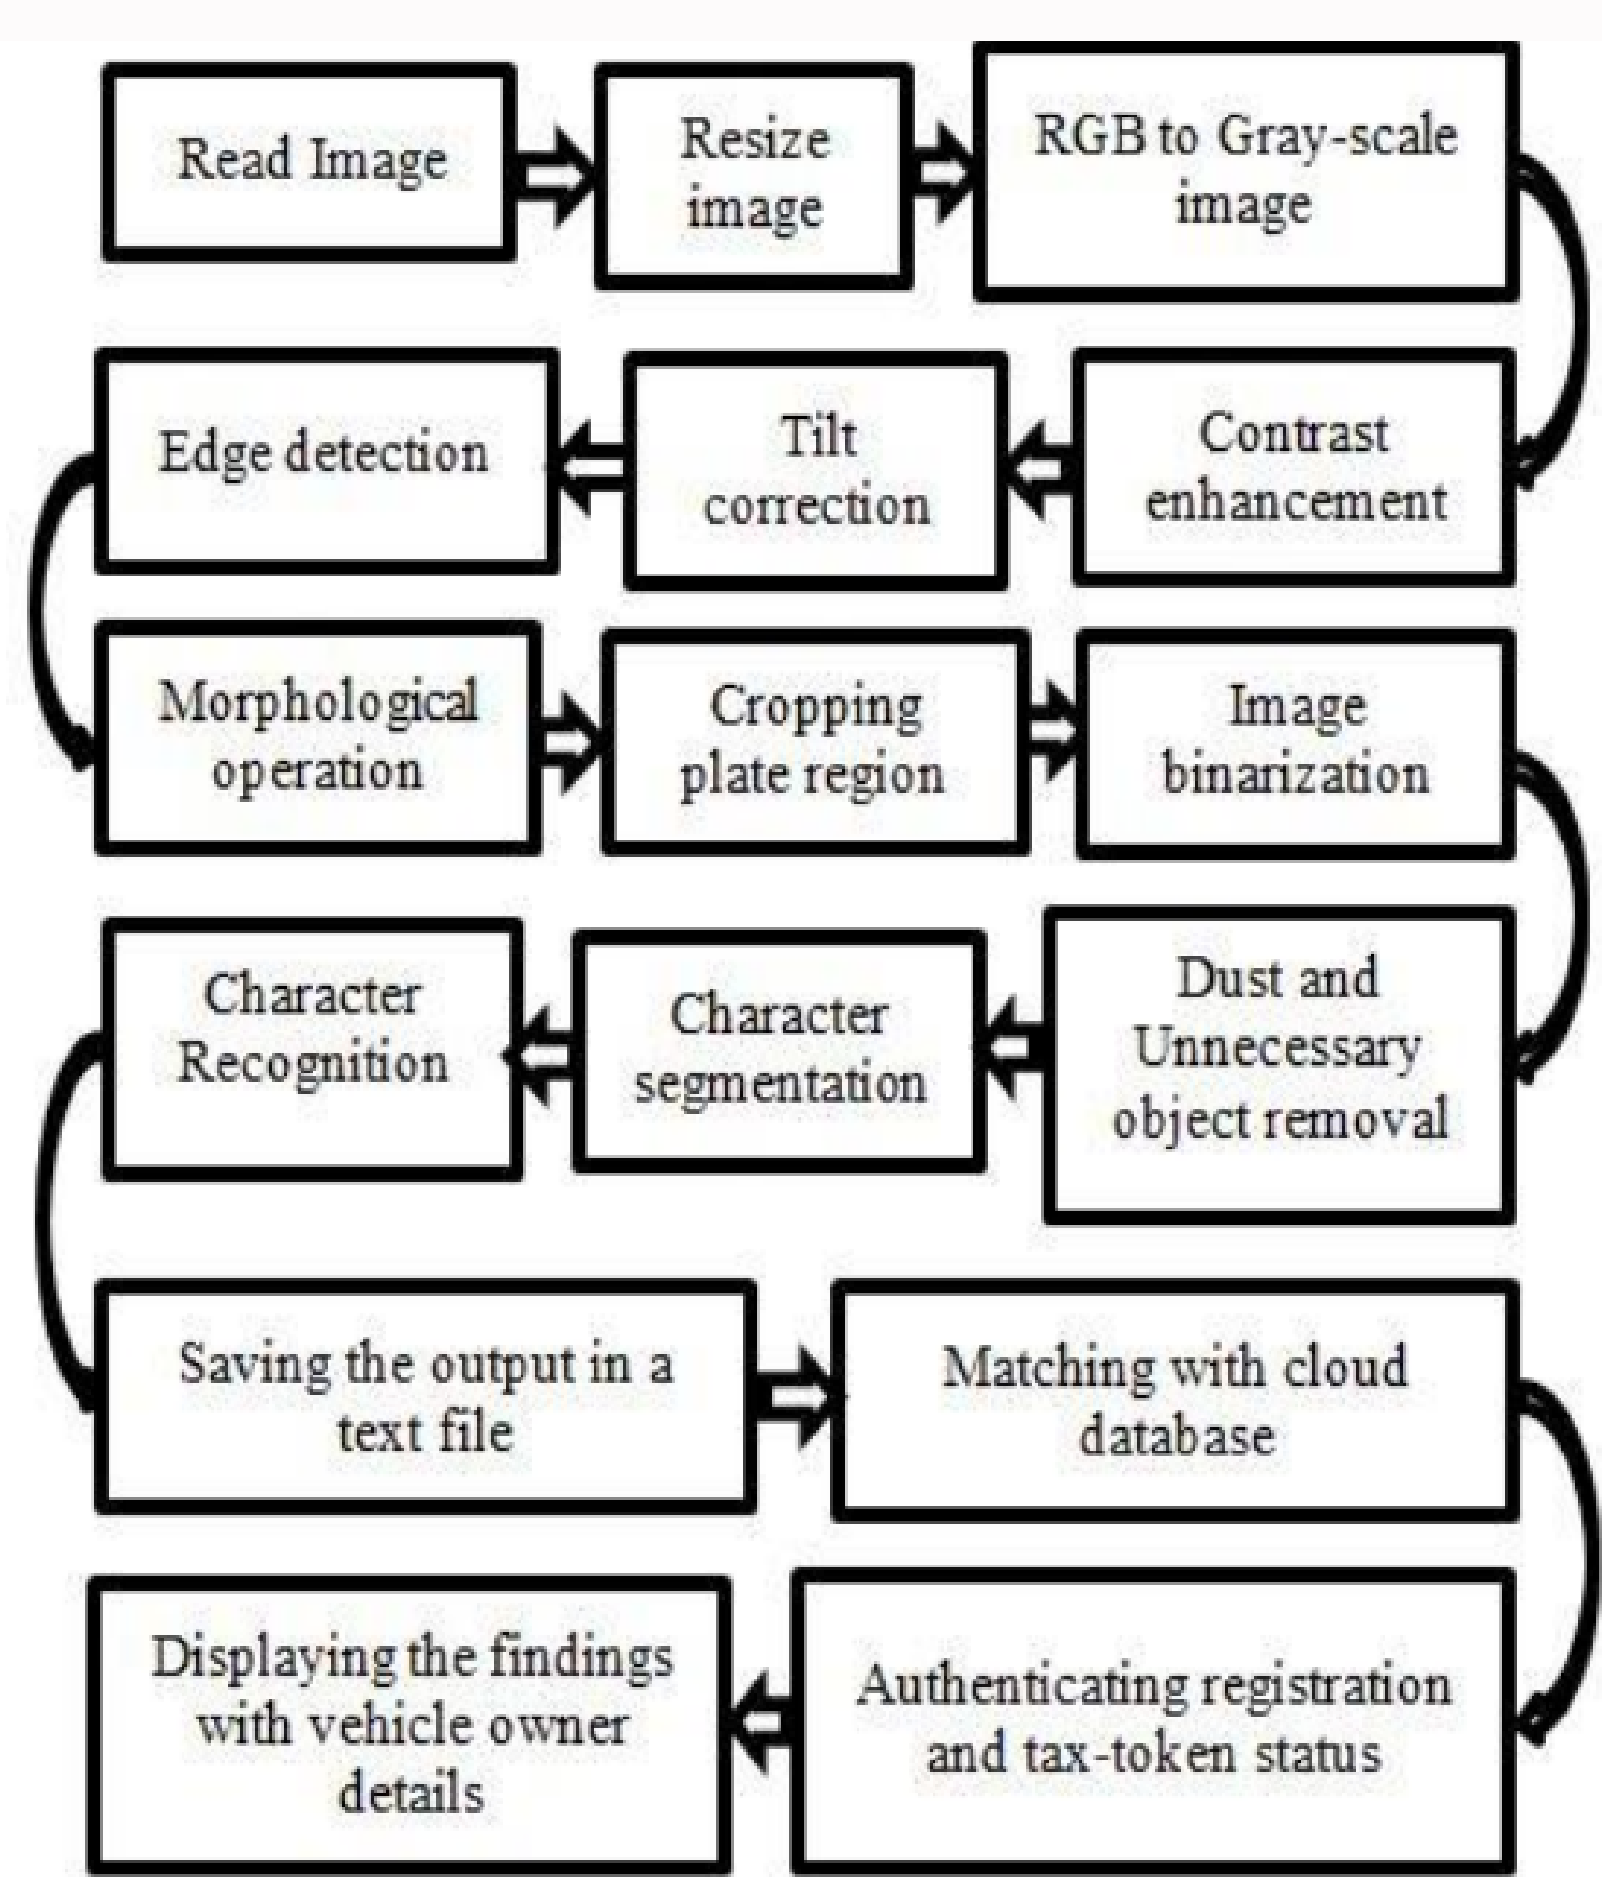 Read Image
Resize
image
RGB to Gray-scale
image
Contrast
enhancement
Tilt
correction
Edge detection
Morphological
operation
Cropping
plate region
Image
binarization
Dust and
Unnecessary
object removal
Character
segmentation
Character
Recognition
Saving the output in a
text file
Matching with cloud
database
Authenticating registration
and tax-token status
Displaying the findings
with vehicle owner
details